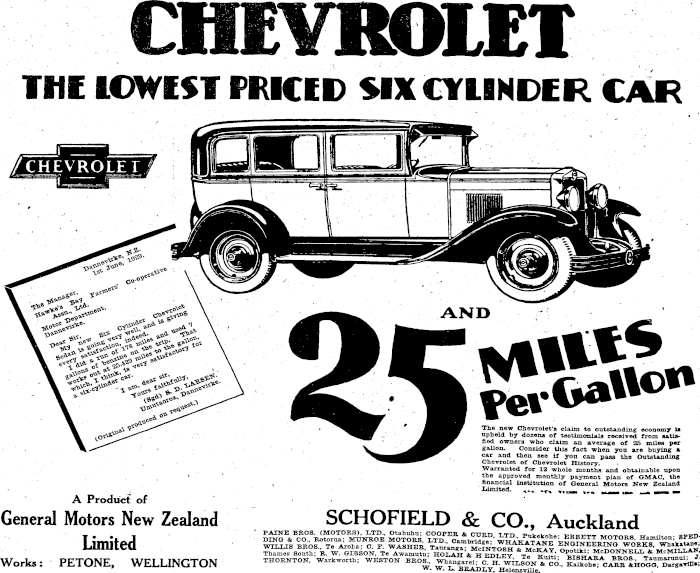 CHEVROLET
THE LOWEST PRICED SIX CYLINDER CAR
CHEVROLET
Dannevirke, N.Z.
1st June, 1929.
The Manager,
Hawke's Bay Farmers' Co-operative
Assn., Ltd.
Motor Department,
Dannevirke.
Dear Sir,
My new Six Cylinder Chevrolet
Sedan is going very well, and is giving
every satisfaction, indeed.
I did a run of 178 miles and used 7
gallons of benzine on the trip. That
works out at 25.429 miles to the gallon,
which, I think, is very satisfactory for
a six-cylinder car.
I am, dear sir,
Yours faithfully,
(Sgd) S. D. LARSEN,
Umutaoroa, Dannevirke.
(Original produced on request.)
AND
25 MILES
Per Gallon
The new Chevrolet's claim to outstanding economy is
upheld by dozens of testimonials received from satis-
fied owners who claim an average of 25 miles per
gallon. Consider this fact when you are buying a
car and then see if you can pass the Outstanding
Chevrolet of Chevrolet History.
Warranted for 12 whole months and obtainable upon
the approved monthly payment plan of GMAC, the
financial institution of General Motors New Zealand
Limited.
A Product of
General Motors New Zealand
Limited
Works: PETONE, WELLINGTON
SCHOFIELD & CO., Auckland
PAINE BROS. (MOTORS), LTD., Otahuhu; COOPER & CURD, LTD., Pukekohe; EBBETT MOTORS, Hamilton; SPED-
DING & CO., Rotorua; MUNROE MOTORS, LTD., Cambridge; WHAKATANE ENGINEERING WORKS, Whakatane;
WILLIS BROS., Te Aroha; C. F. WASHER, Tauranga; McINTOSH & McKAY, Opotiki; McDONNELL & McMILLAN
Thames South; R. W. GIBSON, Te Awamutu; HOLAH & HEDLEY, Te Kuiti; BISHARA BROS., Taumarunui; J.
THORNTON, Warkworth; WESTON BROS., Whangarei; C. H. WILSON & CO., Kaikohe; CARR & HOGG, Dargaville
W. W. L. BEADLY, Helensville.